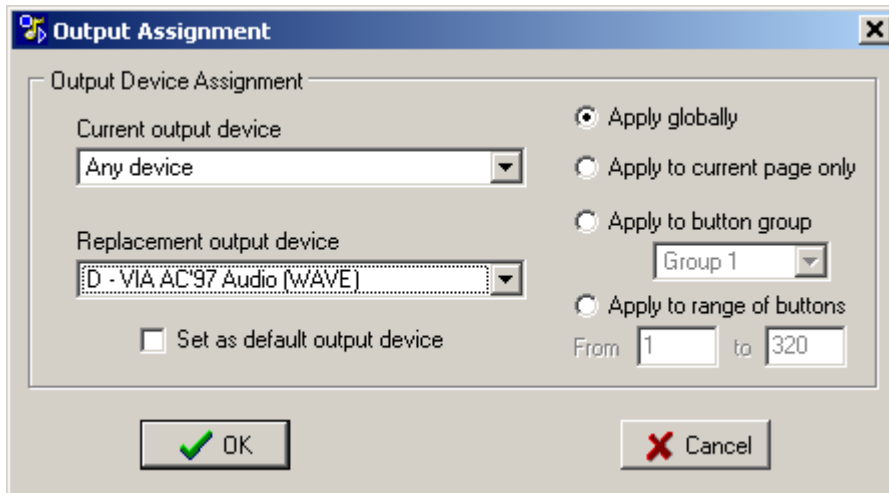 Output Assignment
Output Device Assignment
Current output device
Any device
Replacement output device
D - VIA AC'97 Audio (WAVE)
Set as default output device
Apply globally
Apply to current page only
Apply to button group
Group 1
Apply to range of buttons
From 1 to 320
OK
Cancel